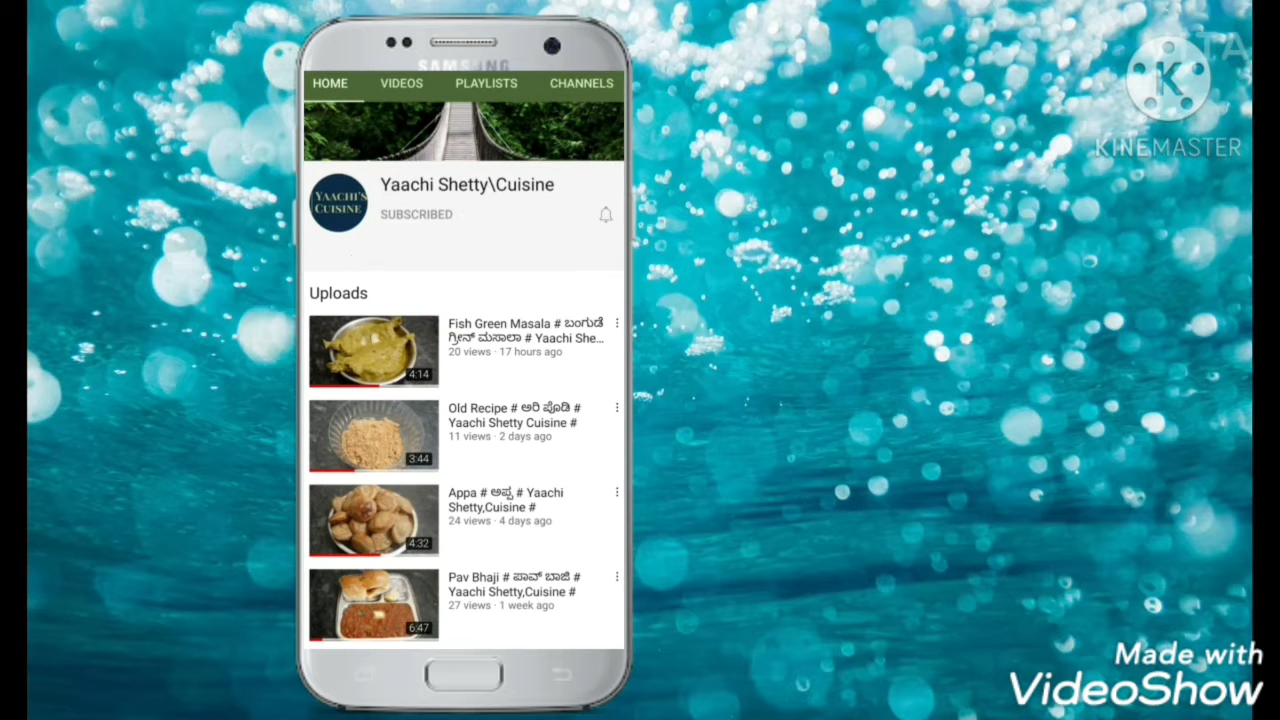 SAMSUNG
HOME VIDEOS PLAYLISTS CHANNELS
YAACHI'S
CUISINE
Yaachi Shetty\Cuisine
SUBSCRIBED
Uploads
Fish Green Masala # ಬಂಗುಡೆ
ಗ್ರೀನ್ ಮಸಾಲಾ # Yaachi She...
20 views · 17 hours ago
4:14
Old Recipe # ಅರಿ ಪೊಡಿ #
Yaachi Shetty Cuisine #
11 views · 2 days ago
3:44
Appa # ಅಪ್ಪ # Yaachi
Shetty,Cuisine #
24 views · 4 days ago
4:32
Pav Bhaji # ಪಾವ್ ಬಾಜಿ #
Yaachi Shetty,Cuisine #
27 views · 1 week ago
6:47
TA
K
KINEMASTER
Made with
VideoShow